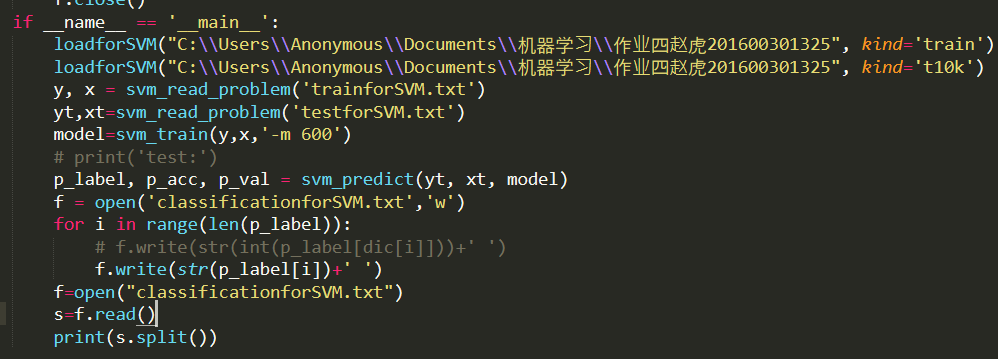 f.close()
if __name__ == '__main__':
    loadforSVM("C:\\Users\\Anonymous\\Documents\\机器学习\\作业四赵虎201600301325", kind='train')
    loadforSVM("C:\\Users\\Anonymous\\Documents\\机器学习\\作业四赵虎201600301325", kind='t10k')
    y, x = svm_read_problem('trainforSVM.txt')
    yt,xt=svm_read_problem('testforSVM.txt')
    model=svm_train(y,x,'-m 600')
    # print('test:')
    p_label, p_acc, p_val = svm_predict(yt, xt, model)
    f = open('classificationforSVM.txt','w')
    for i in range(len(p_label)):
        # f.write(str(int(p_label[dic[i]]))+' ')
        f.write(str(p_label[i])+' ')
    f=open("classificationforSVM.txt")
    s=f.read()
    print(s.split())